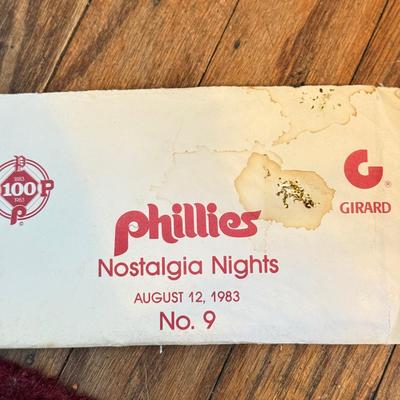 P
1883
100
1983
P
P
©
Phillies
Nostalgia Nights
AUGUST 12, 1983
No. 9
G®
GIRARD